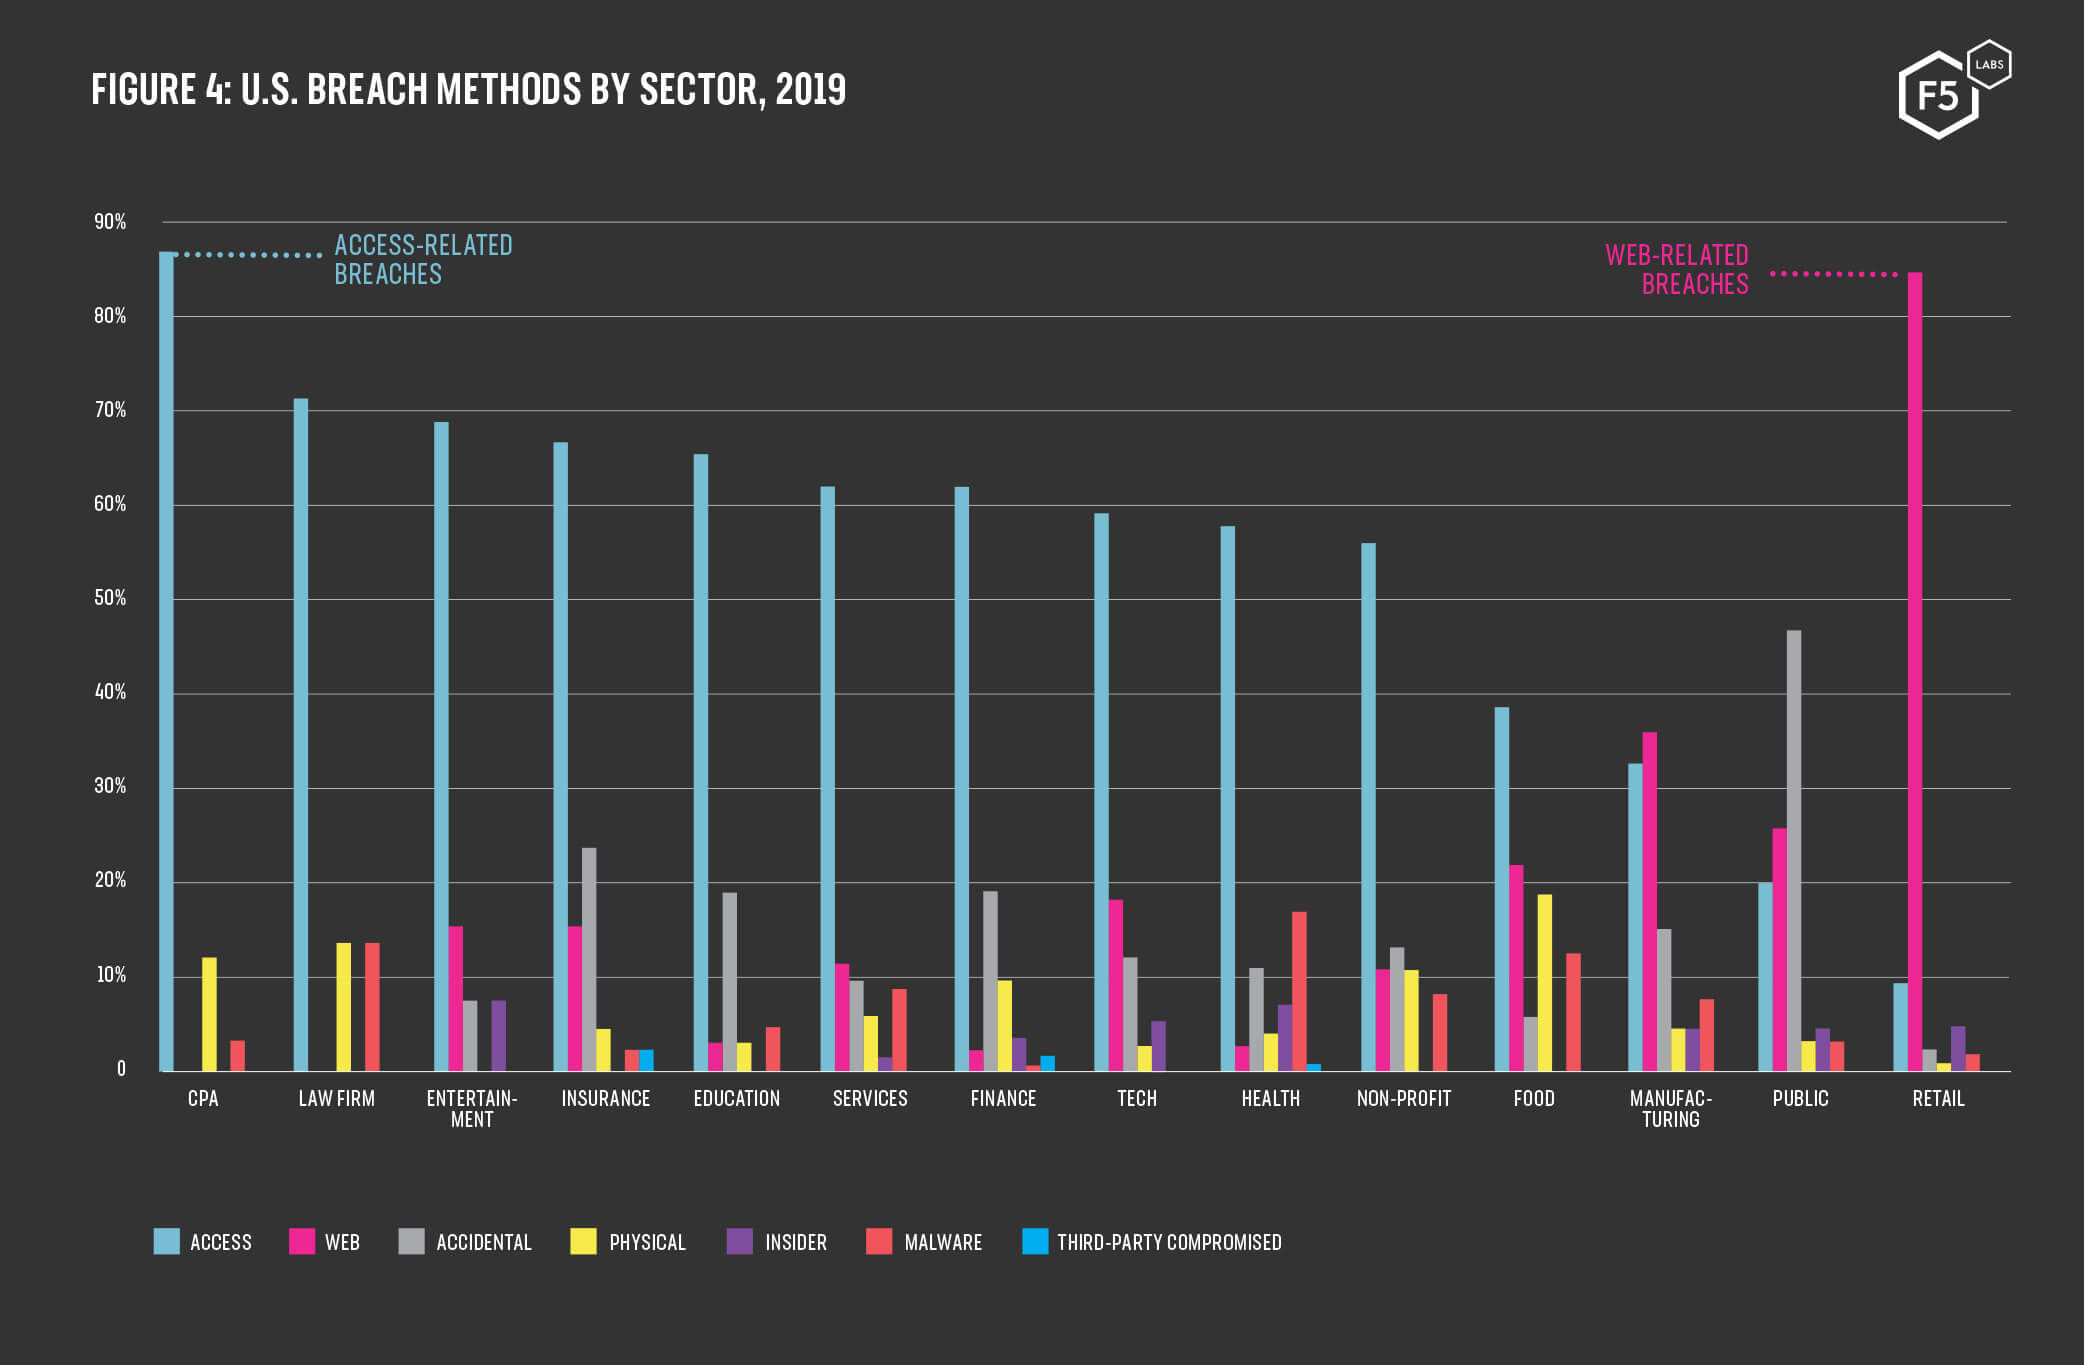 FIGURE 4: U.S. BREACH METHODS BY SECTOR, 2019
F5
LABS
90%
80%
70%
60%
50%
40%
30%
20%
10%
0
ACCESS-RELATED
BREACHES
WEB-RELATED
BREACHES
CPA
LAW FIRM
ENTERTAIN-
MENT
INSURANCE
EDUCATION
SERVICES
FINANCE
TECH
HEALTH
NON-PROFIT
FOOD
MANUFAC-
TURING
PUBLIC
RETAIL
ACCESS
WEB
ACCIDENTAL
PHYSICAL
INSIDER
MALWARE
THIRD-PARTY COMPROMISED